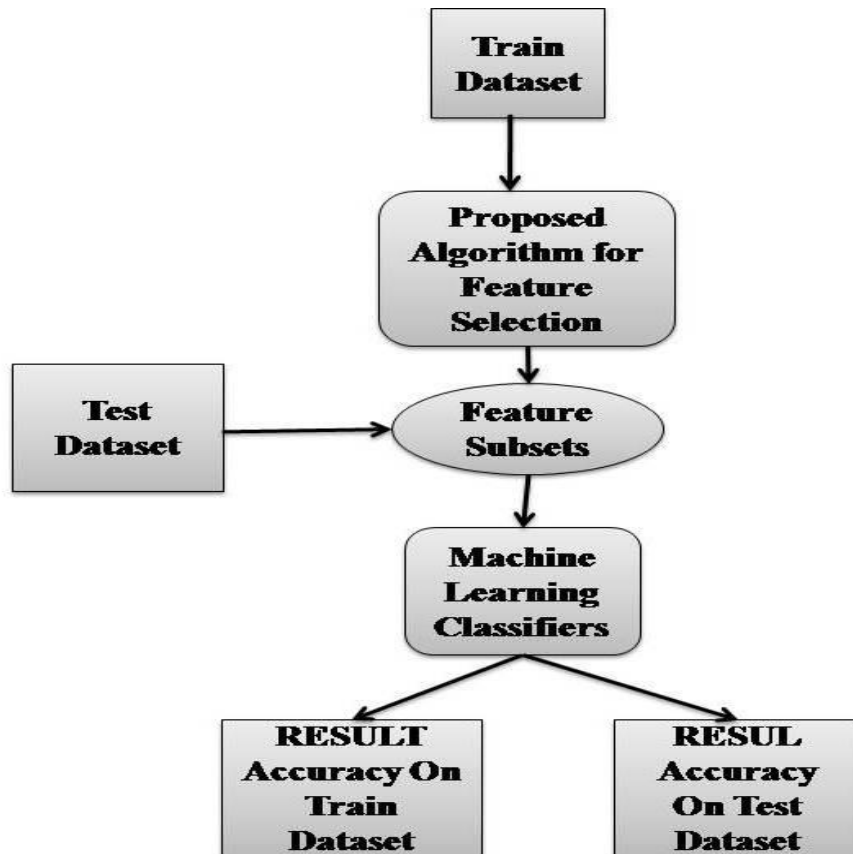 Train
Dataset
Proposed
Algorithm for
Feature
Selection
Test
Dataset
Feature
Subsets
Machine
Learning
Classifiers
RESULT
Accuracy On
Train
Dataset
RESUL
Accuracy
On Test
Dataset